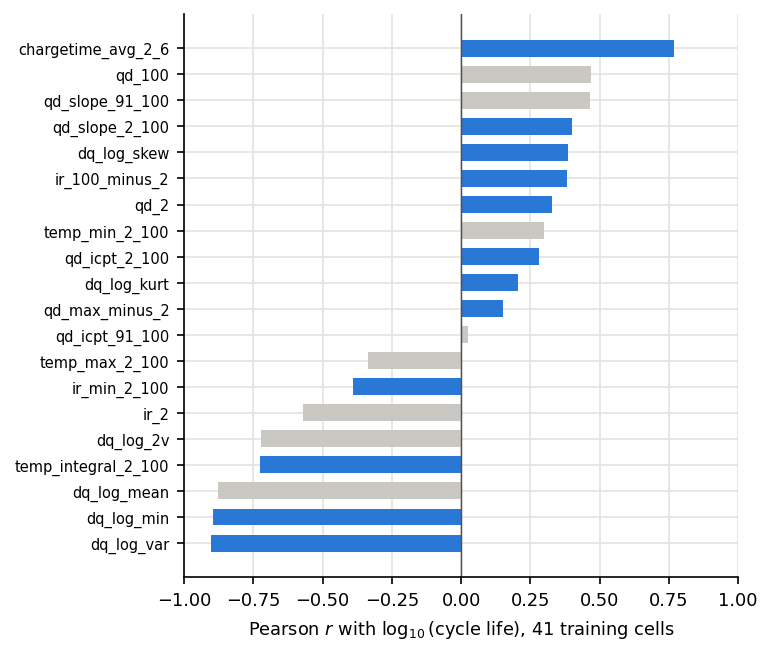 chargetime_avg_2_6
qd_100
qd_slope_91_100
qd_slope_2_100
dq_log_skew
ir_100_minus_2
qd_2
temp_min_2_100
qd_icpt_2_100
dq_log_kurt
qd_max_minus_2
qd_icpt_91_100
temp_max_2_100
ir_min_2_100
ir_2
dq_log_2v
temp_integral_2_100
dq_log_mean
dq_log_min
dq_log_var
−1.00 −0.75 −0.50 −0.25 0.00 0.25 0.50 0.75 1.00
Pearson r with log₁₀(cycle life), 41 training cells